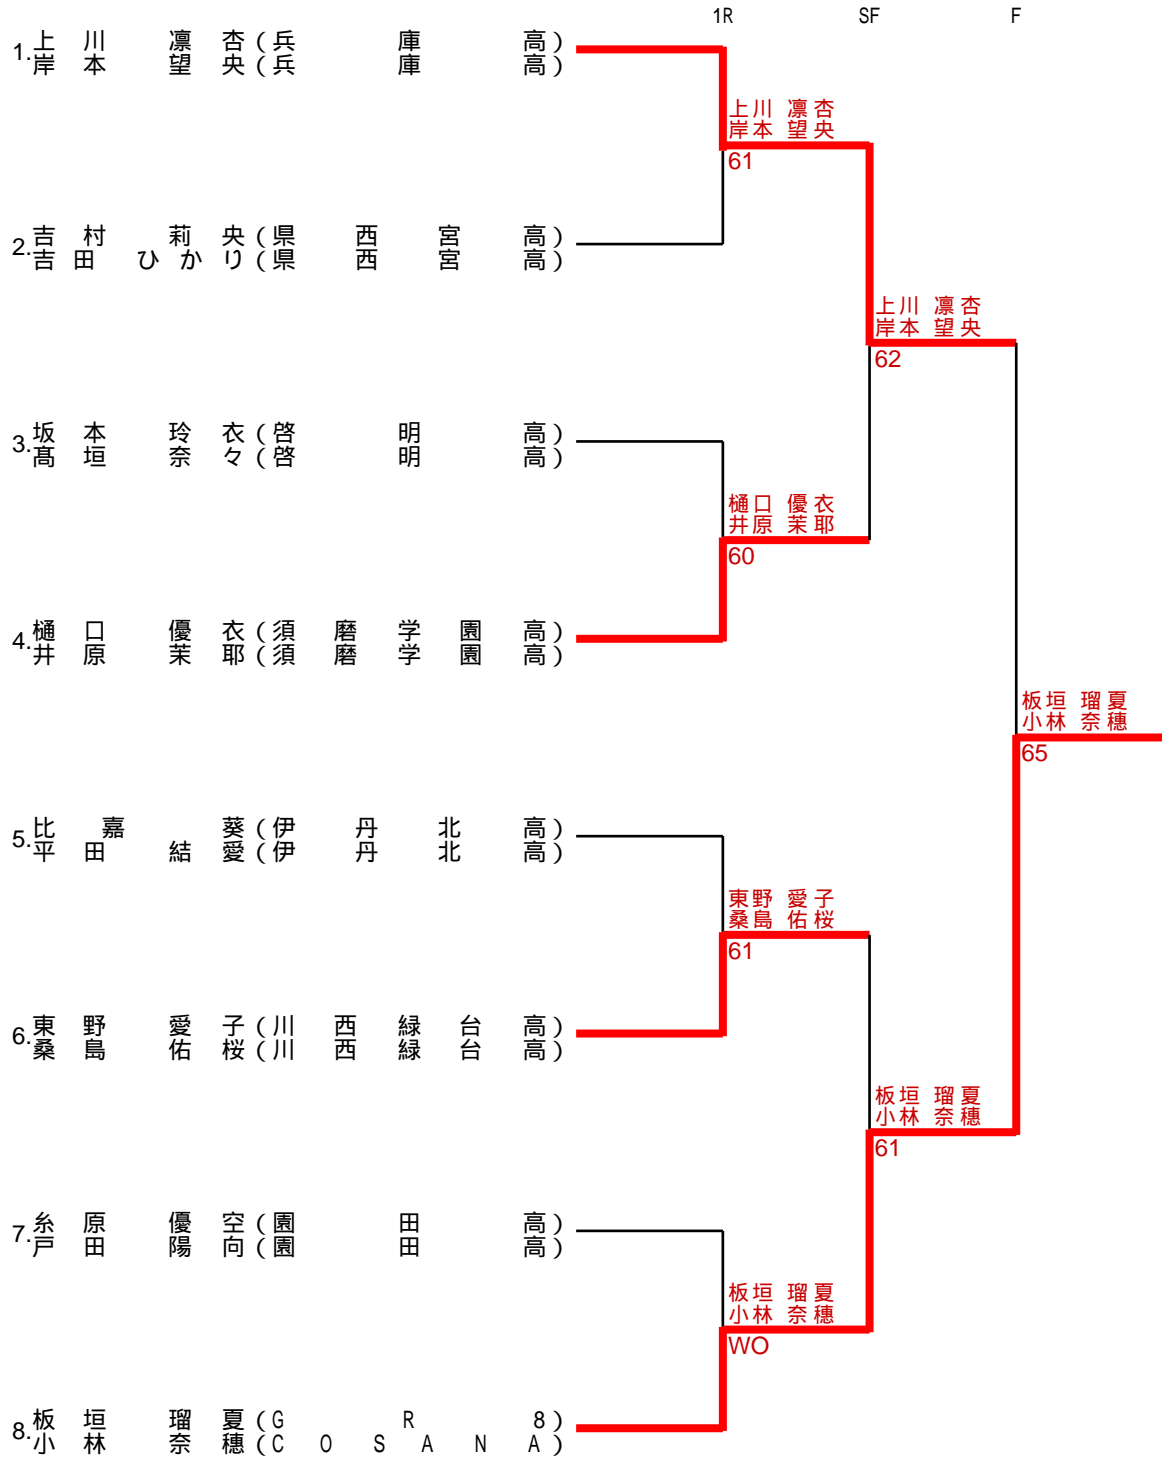 1R SF F
1. 上川 凛杏(兵庫高)
岸本 望央(兵庫高)
上川 凛杏
岸本 望央
61
2. 吉村 莉央(県西宮高)
吉田 ひかり(県西宮高)
上川 凛杏
岸本 望央
62
3. 坂本 玲衣(啓明高)
髙垣 奈々(啓明高)
樋口 優衣
井原 茉耶
60
4. 樋口 優衣(須磨学園高)
井原 茉耶(須磨学園高)
板垣 瑠夏
小林 奈穂
65
5. 比嘉 葵(伊丹北高)
平田 結愛(伊丹北高)
東野 愛子
桑島 佑桜
61
6. 東野 愛子(川西緑台高)
桑島 佑桜(川西緑台高)
板垣 瑠夏
小林 奈穂
61
7. 糸原 優空(園田高)
戸田 陽向(園田高)
板垣 瑠夏
小林 奈穂
WO
8. 板垣 瑠夏(GR8)
小林 奈穂(COSANA)